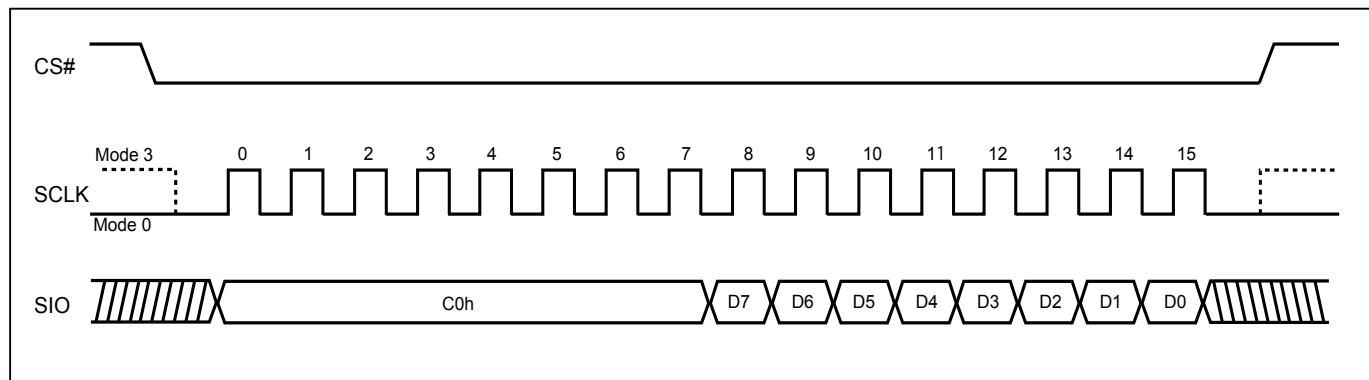 CS#
Mode 3 0 1 2 3 4 5 6 7 8 9 10 11 12 13 14 15
SCLK
Mode 0
SIO C0h D7 D6 D5 D4 D3 D2 D1 D0